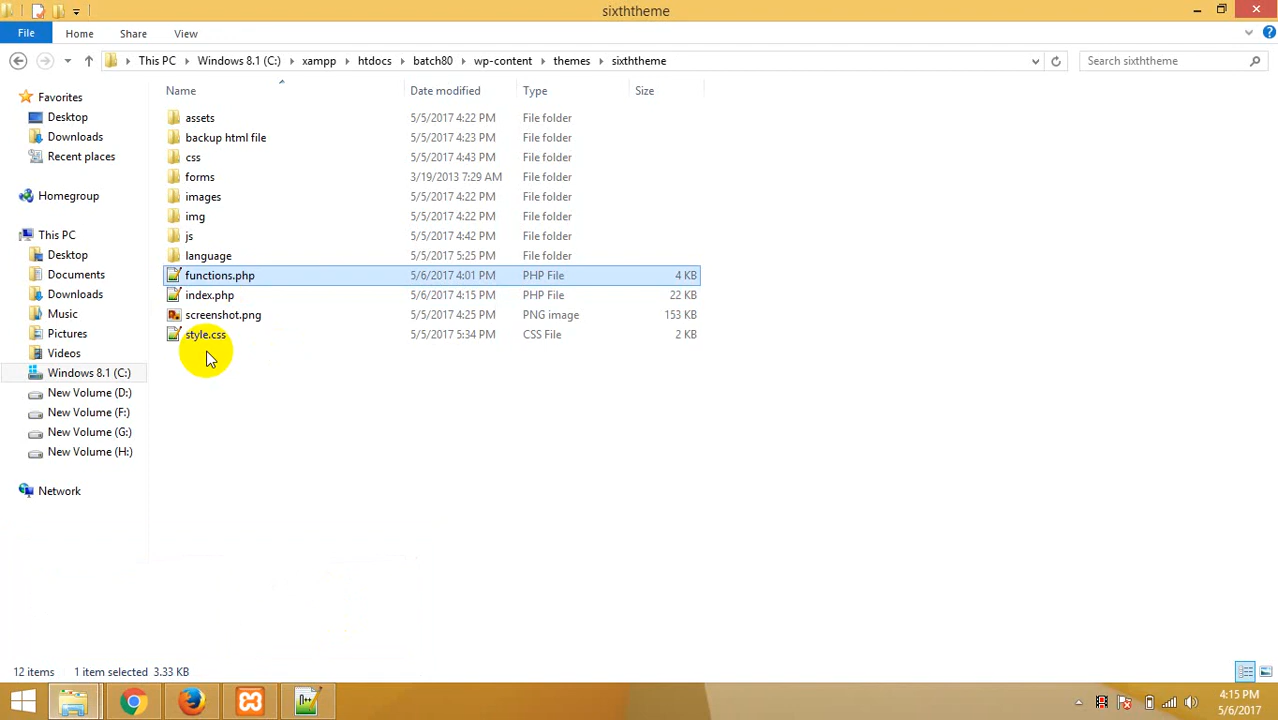 sixththeme
File Home Share View
This PC Windows 8.1 (C:) xampp htdocs batch80 wp-content themes sixththeme Search sixththeme
Name Date modified Type Size
Favorites
Desktop
Downloads
Recent places
Homegroup
This PC
Desktop
Documents
Downloads
Music
Pictures
Videos
Windows 8.1 (C:)
New Volume (D:)
New Volume (F:)
New Volume (G:)
New Volume (H:)
Network
assets 5/5/2017 4:22 PM File folder
backup html file 5/5/2017 4:23 PM File folder
css 5/5/2017 4:43 PM File folder
forms 3/19/2013 7:29 AM File folder
images 5/5/2017 4:22 PM File folder
img 5/5/2017 4:22 PM File folder
js 5/5/2017 4:42 PM File folder
language 5/5/2017 5:25 PM File folder
functions.php 5/6/2017 4:01 PM PHP File 4 KB
index.php 5/6/2017 4:15 PM PHP File 22 KB
screenshot.png 5/5/2017 4:25 PM PNG image 153 KB
style.css 5/5/2017 5:34 PM CSS File 2 KB
12 items 1 item selected 3.33 KB
4:15 PM
5/6/2017